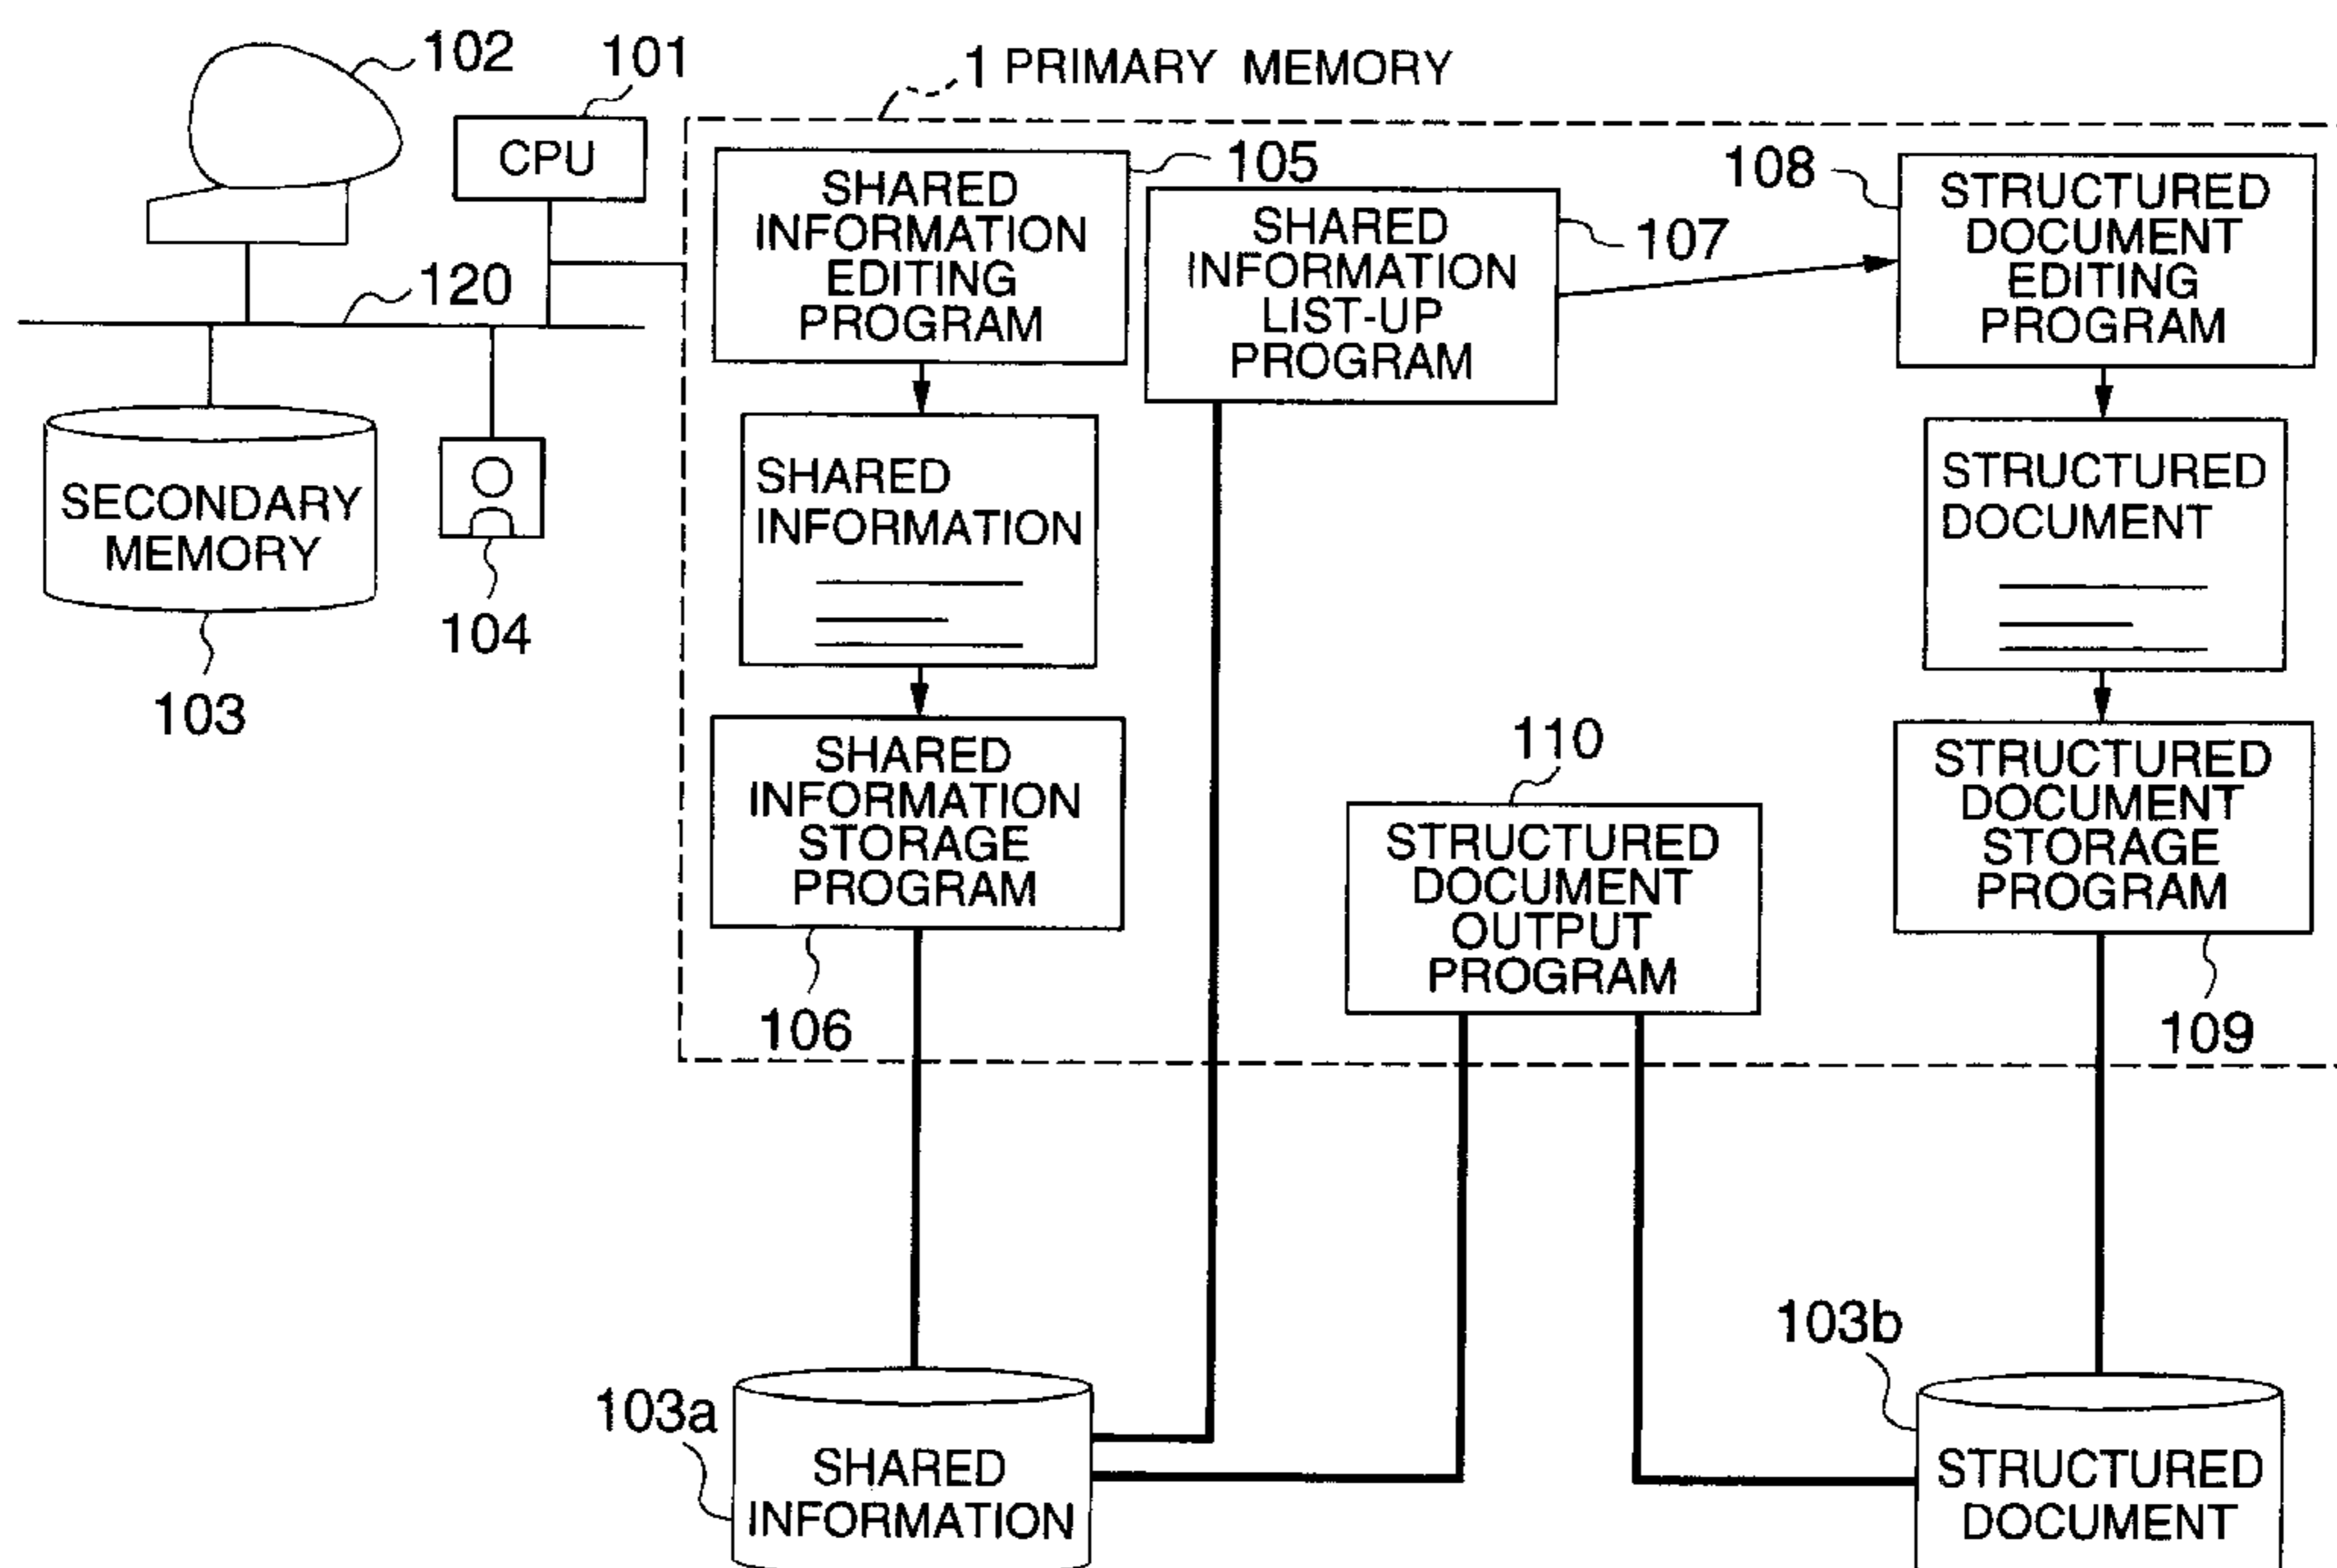 102
101
1 PRIMARY MEMORY
CPU
105
SHARED
INFORMATION
EDITING
PROGRAM
107
SHARED
INFORMATION
LIST-UP
PROGRAM
108
STRUCTURED
DOCUMENT
EDITING
PROGRAM
120
SECONDARY
MEMORY
103
104
SHARED
INFORMATION
STRUCTURED
DOCUMENT
SHARED
INFORMATION
STORAGE
PROGRAM
106
110
STRUCTURED
DOCUMENT
OUTPUT
PROGRAM
STRUCTURED
DOCUMENT
STORAGE
PROGRAM
109
103a
SHARED
INFORMATION
103b
STRUCTURED
DOCUMENT